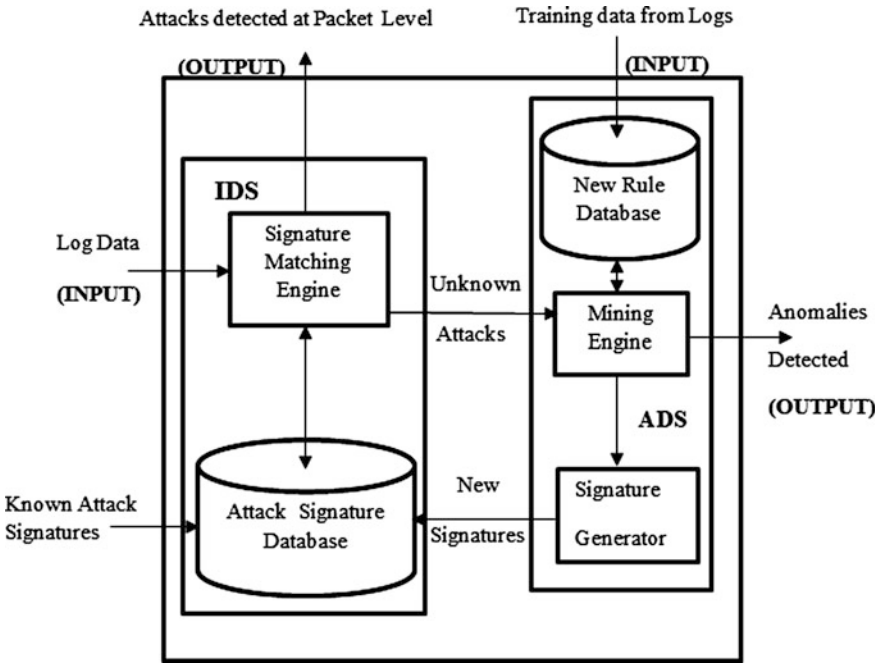 Attacks detected at Packet Level
(OUTPUT)
Training data from Logs
(INPUT)
IDS
Signature
Matching
Engine
Log Data
(INPUT)
Unknown
Attacks
New Rule
Database
Mining
Engine
Anomalies
Detected
(OUTPUT)
ADS
Signature
Generator
New
Signatures
Attack Signature
Database
Known Attack
Signatures